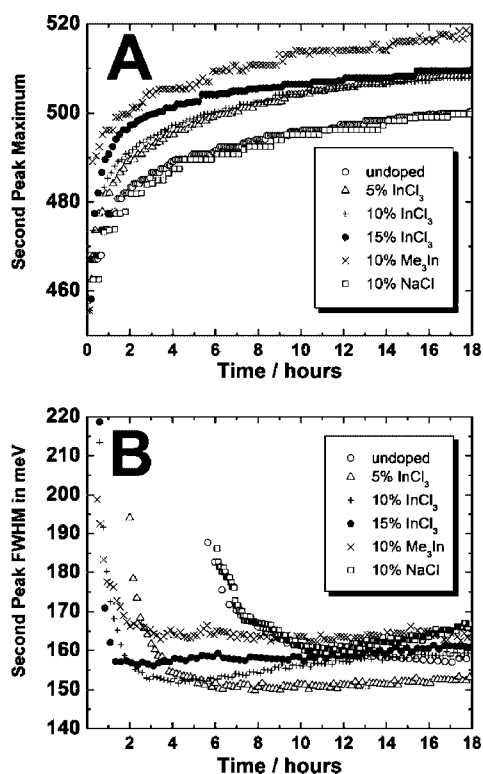 520
500
480
460
Second Peak Maximum
A
undoped
5% InCl3
10% InCl3
15% InCl3
10% Me3In
10% NaCl
0 2 4 6 8 10 12 14 16 18
Time / hours
220
210
200
190
180
170
160
150
140
Second Peak FWHM in meV
B
undoped
5% InCl3
10% InCl3
15% InCl3
10% Me3In
10% NaCl
2 4 6 8 10 12 14 16 18
Time / hours